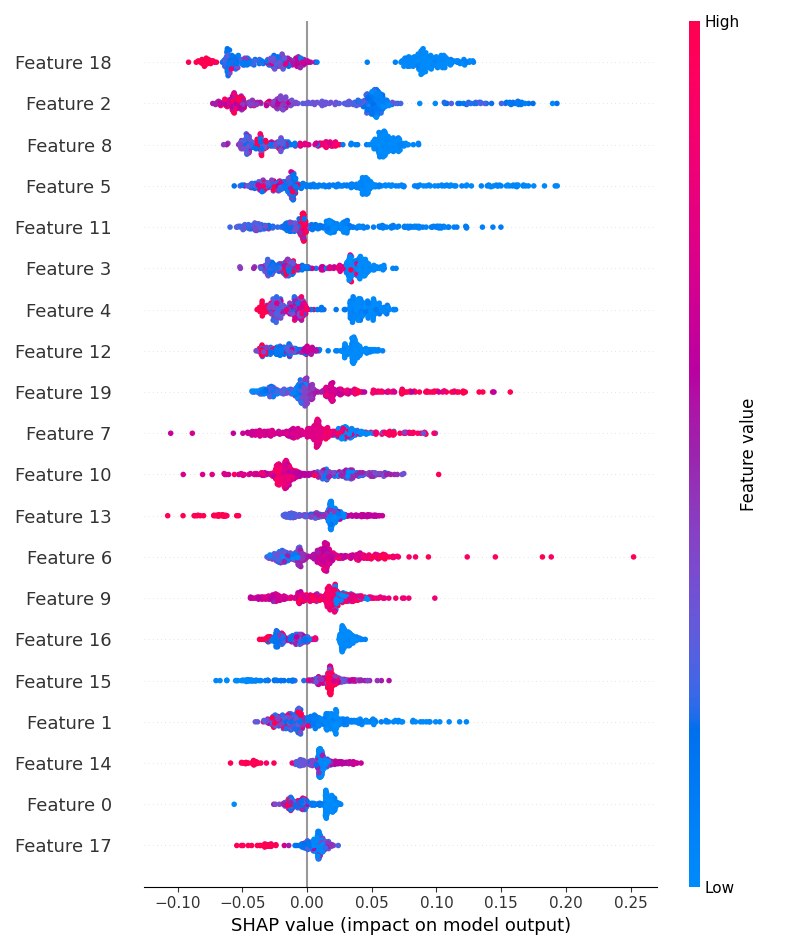 High
Feature 18
Feature 2
Feature 8
Feature 5
Feature 11
Feature 3
Feature 4
Feature 12
Feature 19
Feature 7
Feature 10
Feature 13
Feature 6
Feature 9
Feature 16
Feature 15
Feature 1
Feature 14
Feature 0
Feature 17
Feature value
Low
−0.10 −0.05 0.00 0.05 0.10 0.15 0.20 0.25
SHAP value (impact on model output)